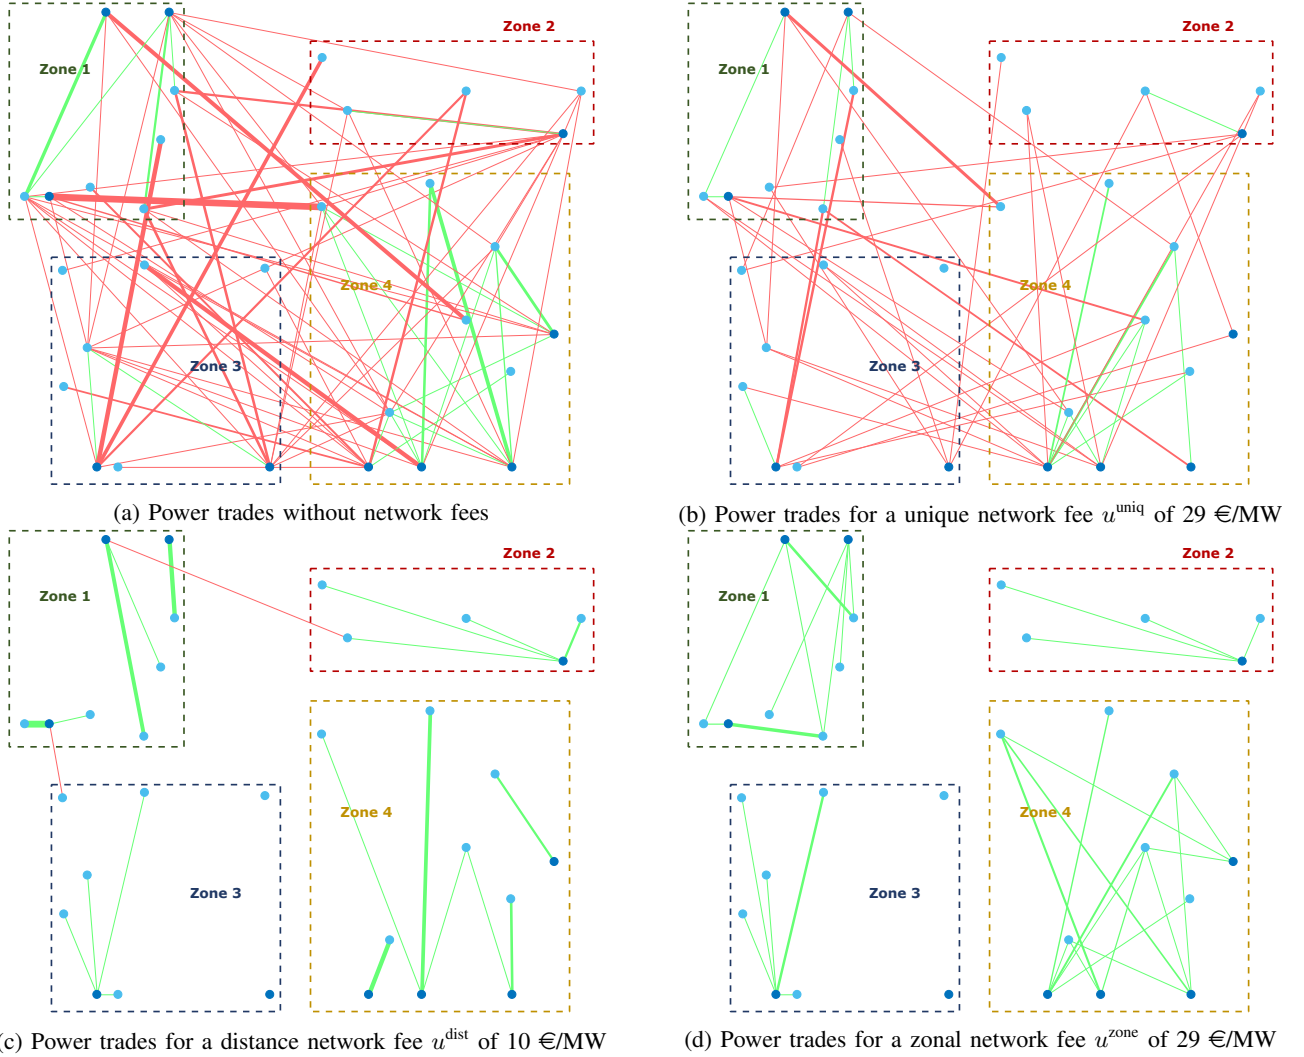 Zone 1
Zone 2
Zone 3
Zone 4
(a) Power trades without network fees
Zone 1
Zone 2
Zone 3
Zone 4
(b) Power trades for a unique network fee u^uniq of 29 €/MW
Zone 1
Zone 2
Zone 3
Zone 4
(c) Power trades for a distance network fee u^dist of 10 €/MW
Zone 1
Zone 2
Zone 3
Zone 4
(d) Power trades for a zonal network fee u^zone of 29 €/MW